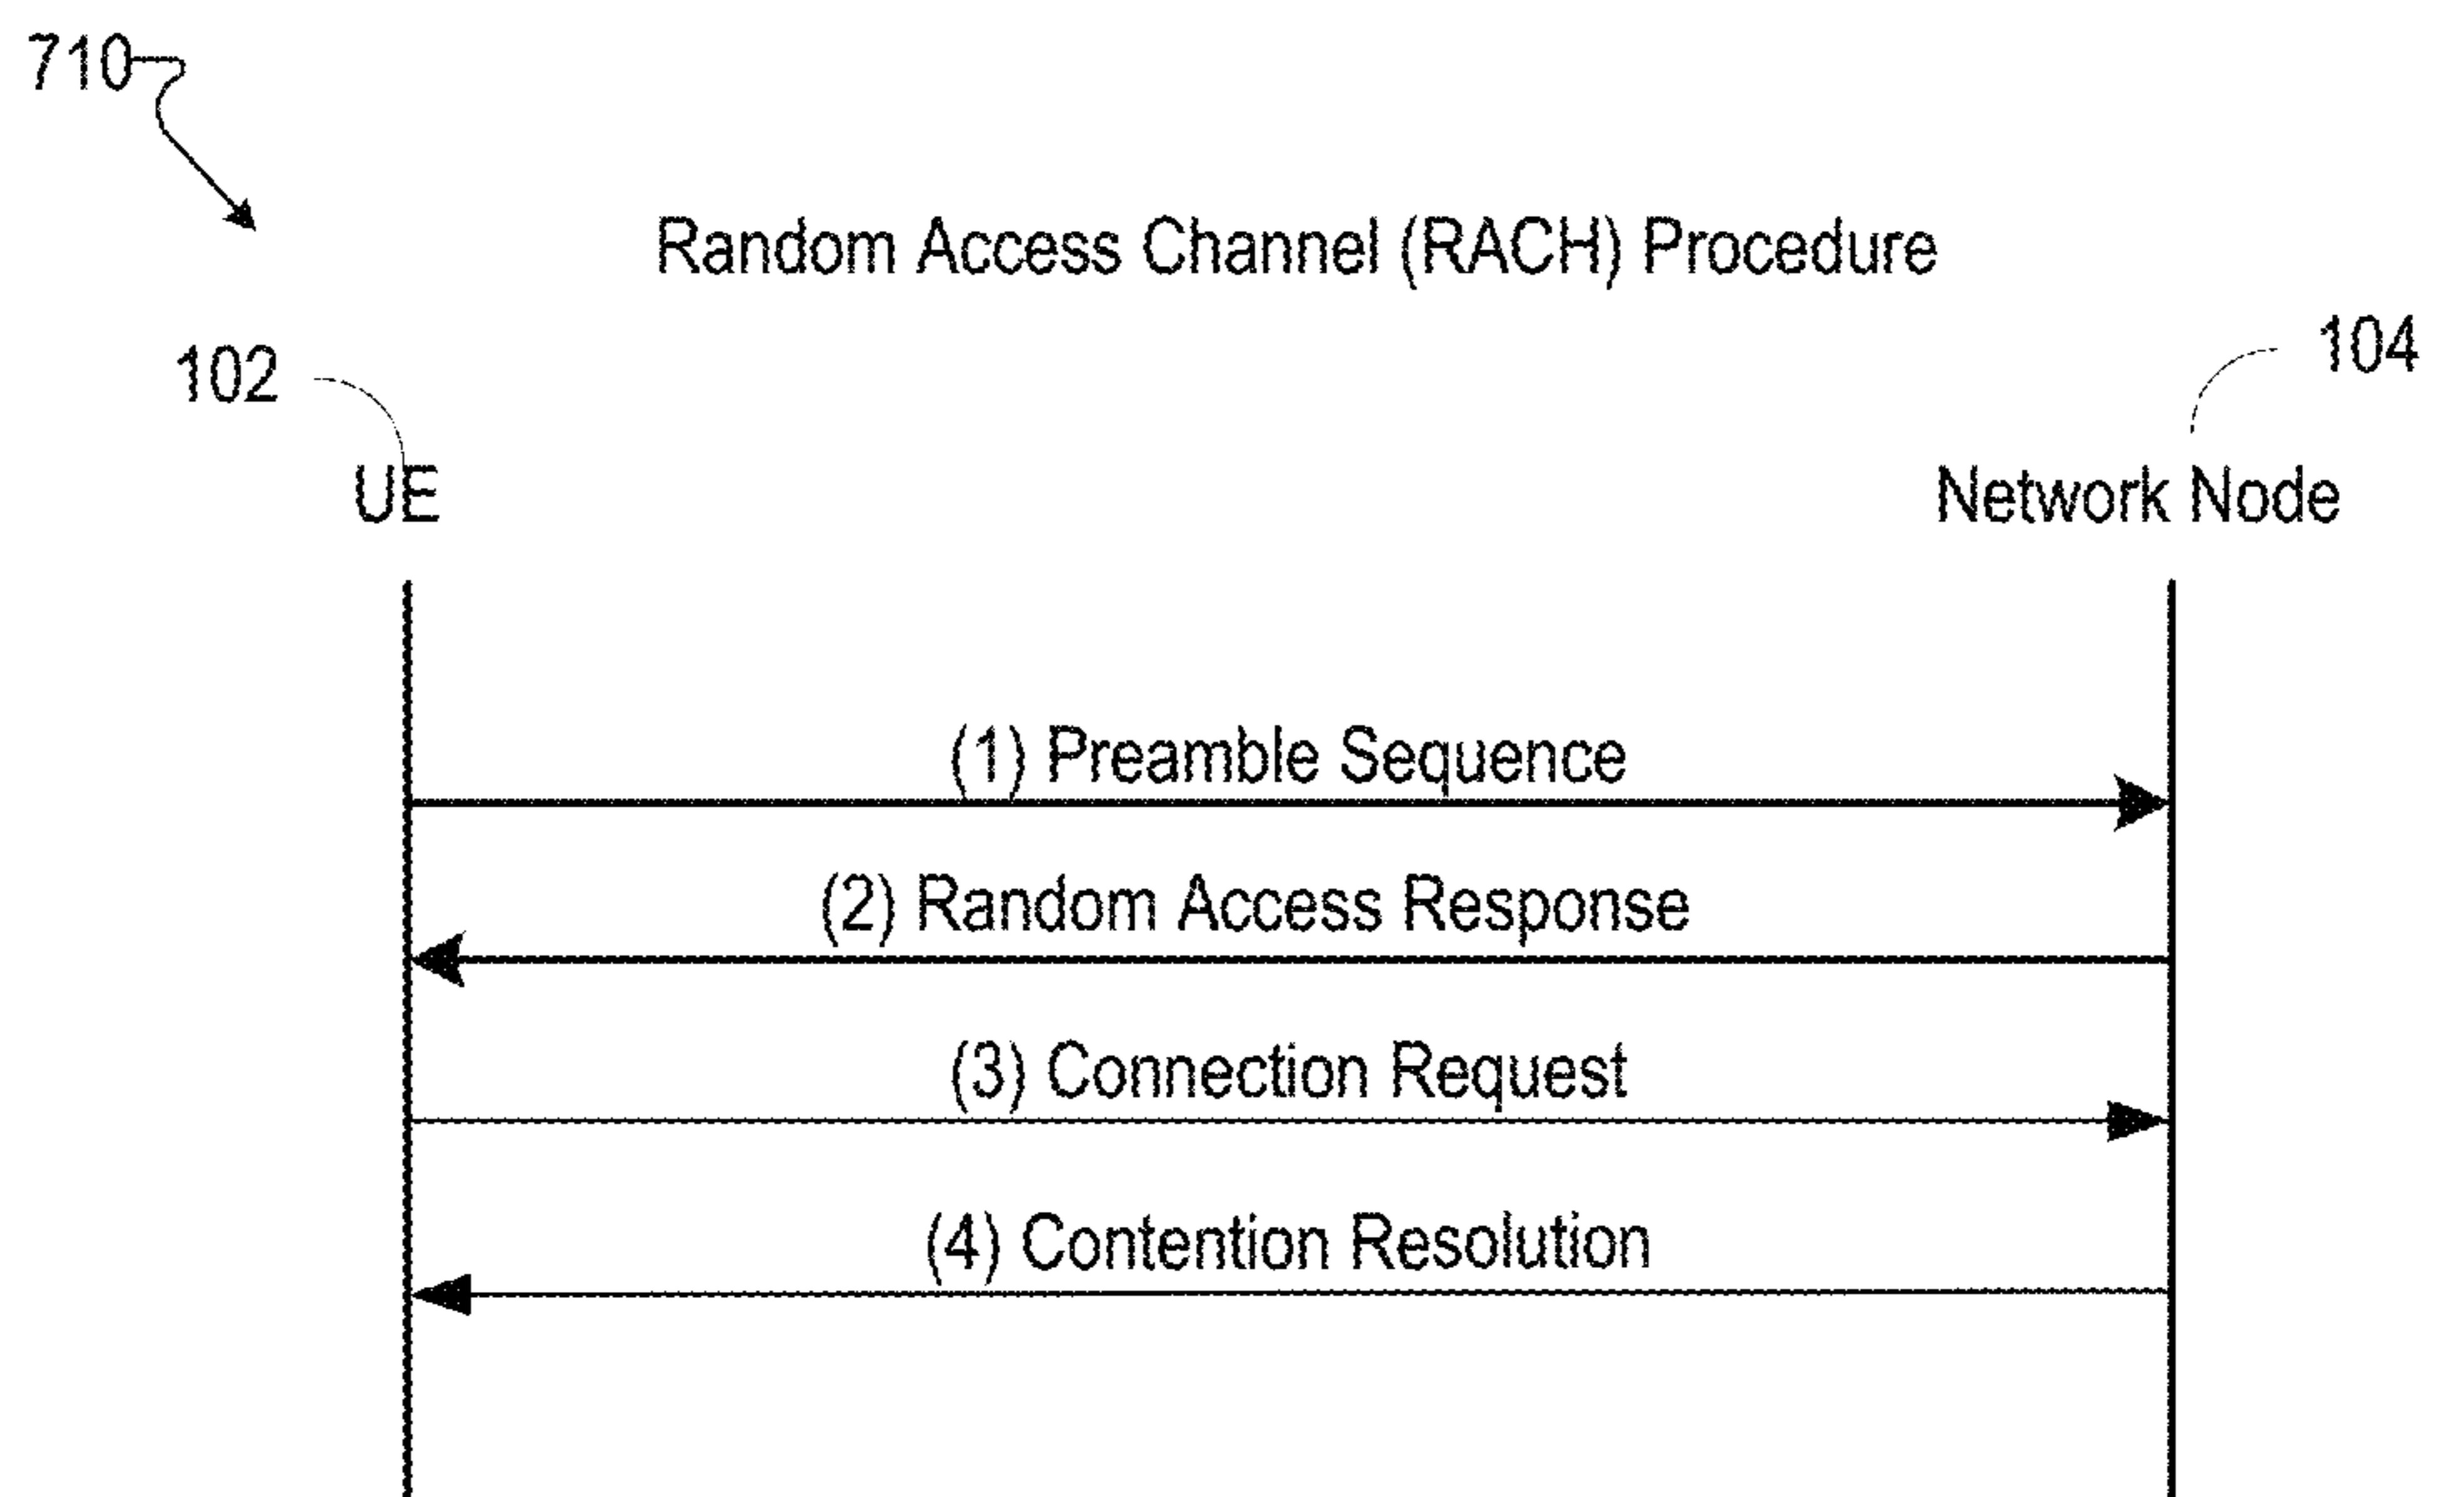 710
Random Access Channel (RACH) Procedure
102
104
UE
Network Node
(1) Preamble Sequence
(2) Random Access Response
(3) Connection Request
(4) Contention Resolution